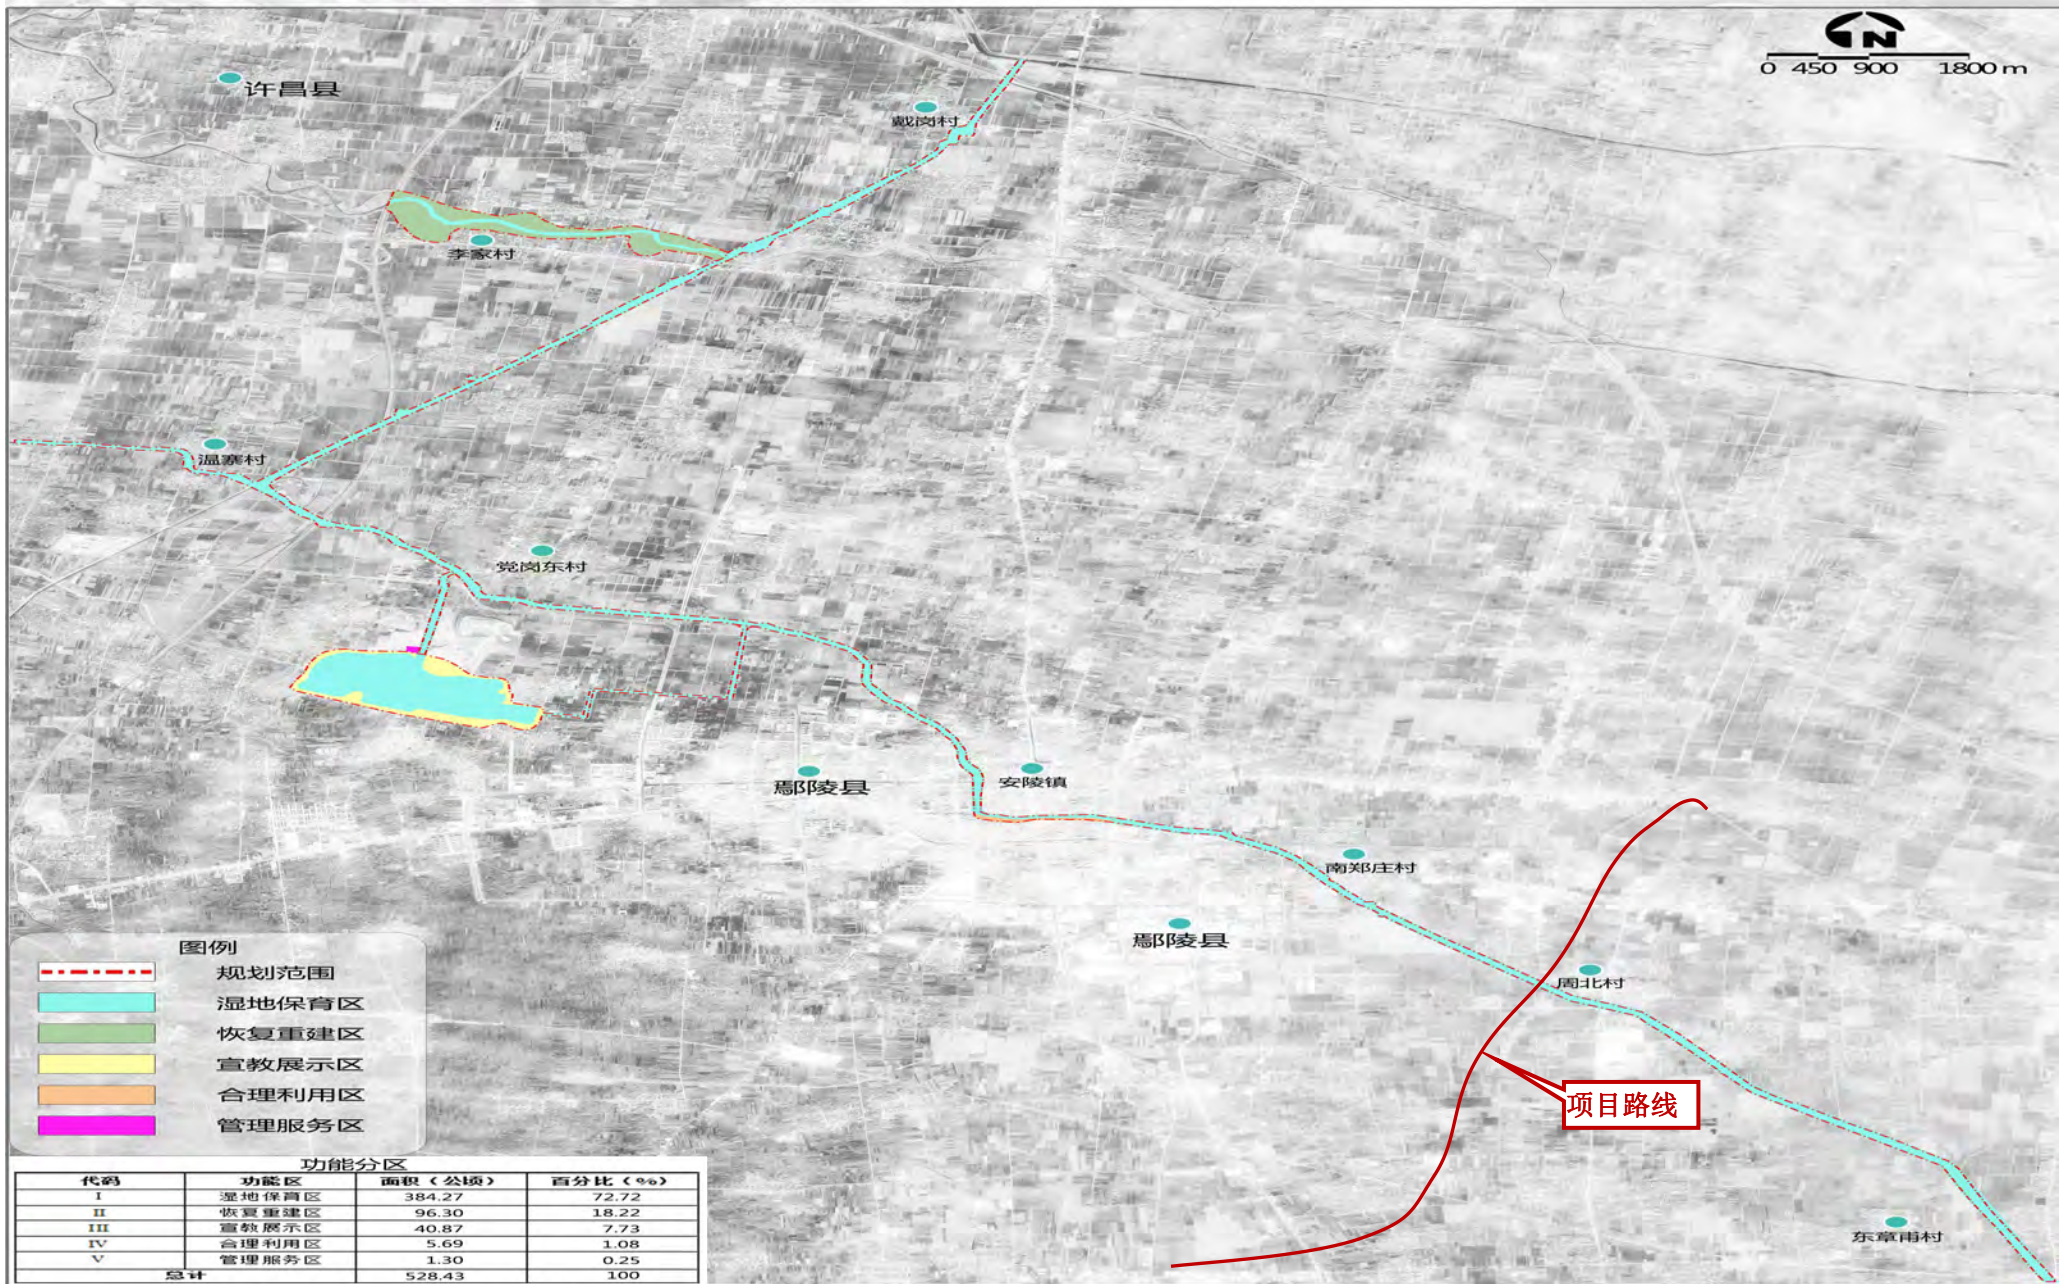 N
0 450 900 1800 m
许昌县
戴岗村
李家村
温寨村
党岗东村
鄢陵县
安陵镇
南郑庄村
鄢陵县
周北村
项目路线
东章甫村
图例
规划范围
湿地保育区
恢复重建区
宣教展示区
合理利用区
管理服务区
功能分区
代码 功能区 面积（公顷） 百分比（%）
I 湿地保育区 384.27 72.72
II 恢复重建区 96.30 18.22
III 宣教展示区 40.87 7.73
IV 合理利用区 5.69 1.08
V 管理服务区 1.30 0.25
总计 528.43 100